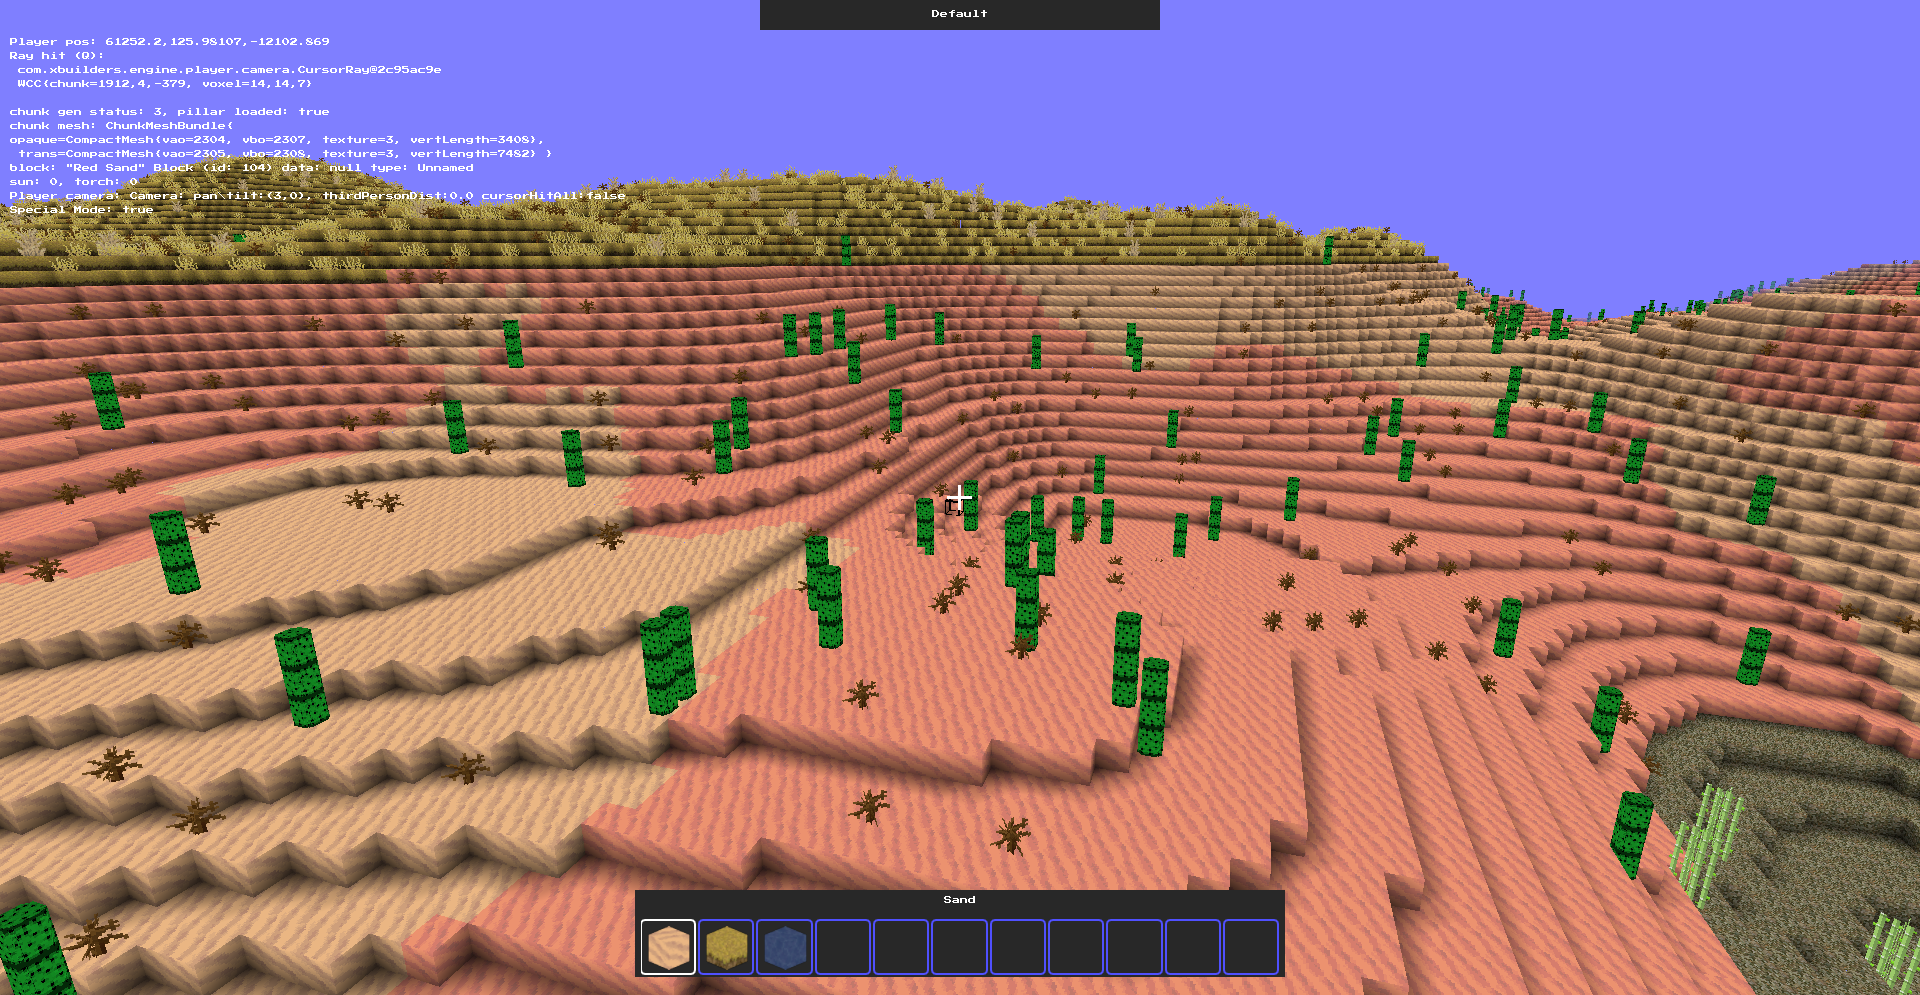 Default
Player pos: 61252.2,125.98107,-12102.869
Ray hit (Q):
com.xbuilders.engine.player.camera.CursorRay@2c95ac9e
WCC{chunk=1912,4,-379, voxel=14,14,7}
chunk gen status: 3, pillar loaded: true
chunk mesh: ChunkMeshBundle{
opaque=CompactMesh{vao=2304, vbo=2307, texture=3, vertLength=3408},
trans=CompactMesh{vao=2305, vbo=2308, texture=3, vertLength=7482} }
block: "Red Sand" Block (id: 104) data: null type: Unnamed
sun: 0, torch: 0
Player camera: Camera: pan\tilt:(3,0), thirdPersonDist:0.0 cursorHitAll:false
Special Mode: true
Sand